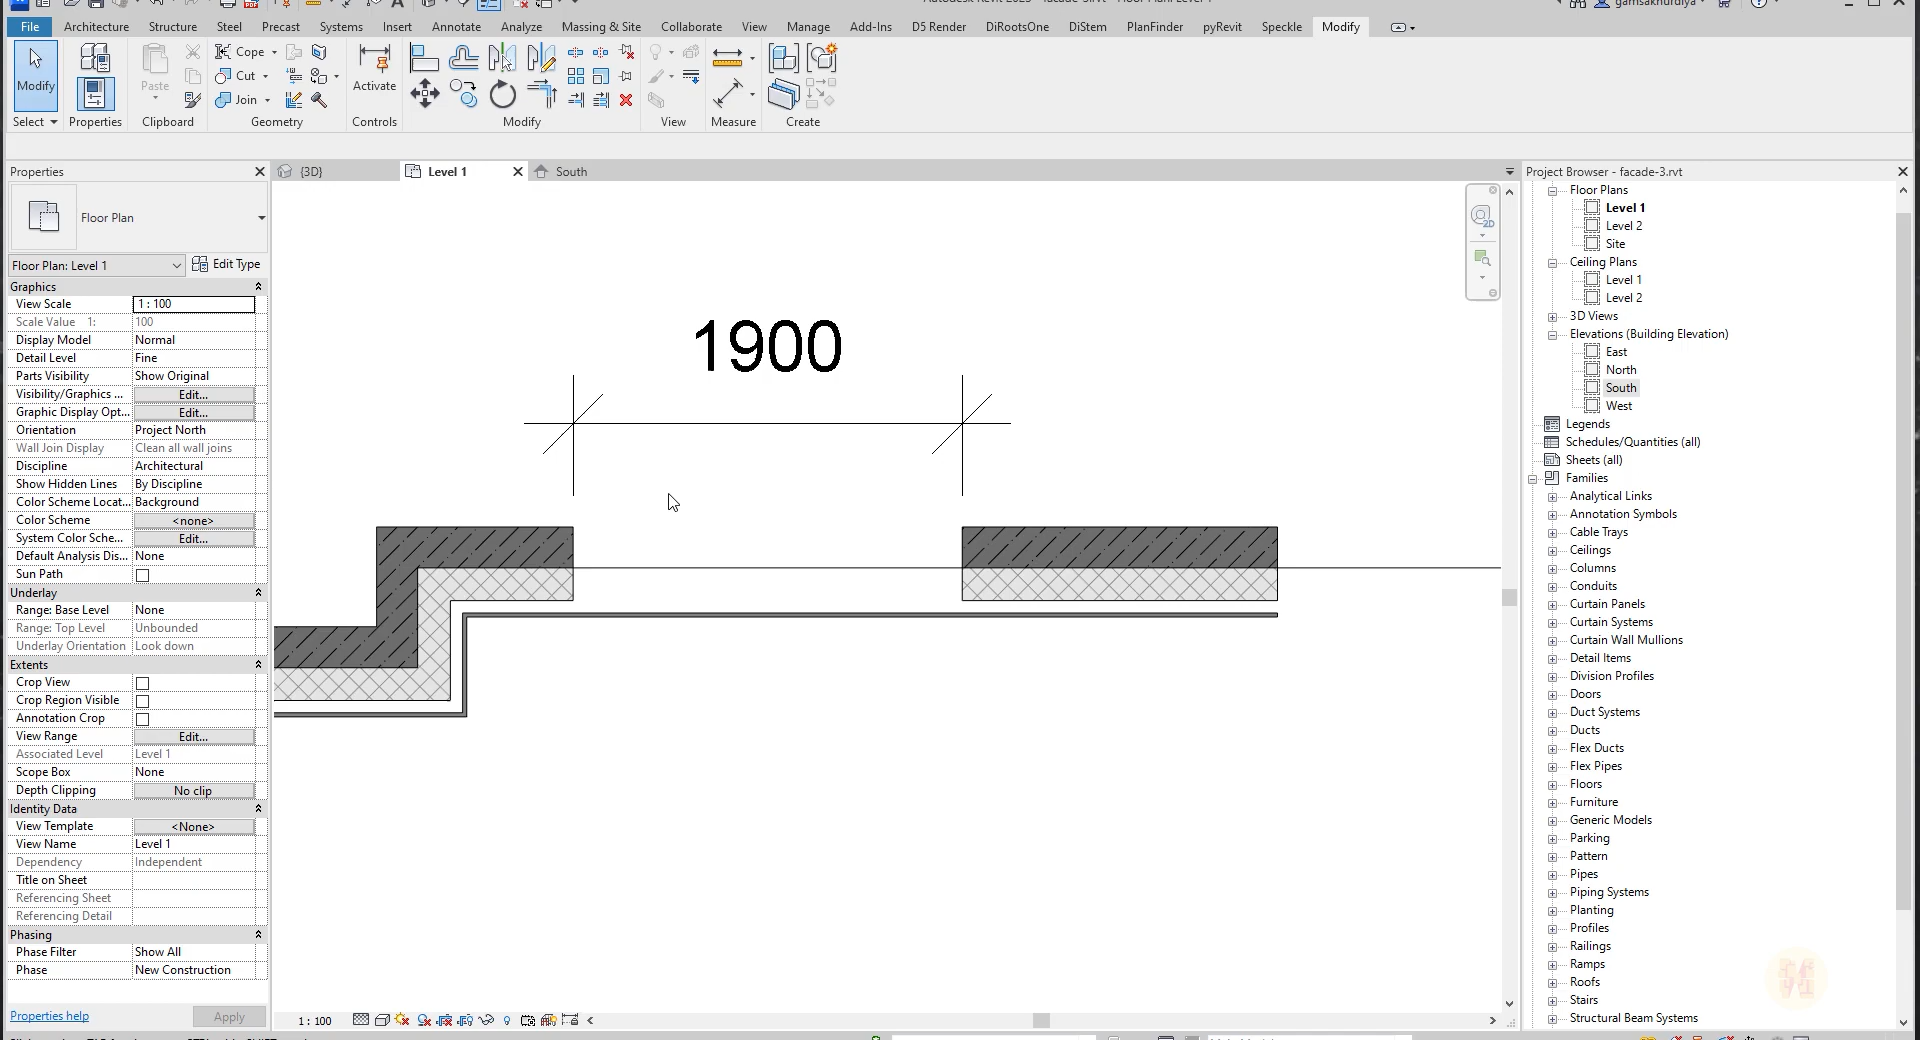 File Architecture Structure Steel Precast Systems Insert Annotate Analyze Massing & Site Collaborate View Manage Add-Ins D5 Render DiRootsOne DiStem PlanFinder pyRevit Speckle Modify
Modify Paste Cope Cut Join Activate
Select Properties Clipboard Geometry Controls Modify View Measure Create
Properties
{3D} Level 1 South
Project Browser - facade-3.rvt
Floor Plan
Floor Plan: Level 1 Edit Type
Graphics
View Scale 1 : 100
Scale Value 1: 100
Display Model Normal
Detail Level Fine
Parts Visibility Show Original
Visibility/Graphics ... Edit...
Graphic Display Opt... Edit...
Orientation Project North
Wall Join Display Clean all wall joins
Discipline Architectural
Show Hidden Lines By Discipline
Color Scheme Locat... Background
Color Scheme <none>
System Color Sche... Edit...
Default Analysis Dis... None
Sun Path
Underlay
Range: Base Level None
Range: Top Level Unbounded
Underlay Orientation Look down
Extents
Crop View
Crop Region Visible
Annotation Crop
View Range Edit...
Associated Level Level 1
Scope Box None
Depth Clipping No clip
Identity Data
View Template <None>
View Name Level 1
Dependency Independent
Title on Sheet
Referencing Sheet
Referencing Detail
Phasing
Phase Filter Show All
Phase New Construction
Properties help Apply
1900
2D
1 : 100
Floor Plans
Level 1
Level 2
Site
Ceiling Plans
Level 1
Level 2
3D Views
Elevations (Building Elevation)
East
North
South
West
Legends
Schedules/Quantities (all)
Sheets (all)
Families
Analytical Links
Annotation Symbols
Cable Trays
Ceilings
Columns
Conduits
Curtain Panels
Curtain Systems
Curtain Wall Mullions
Detail Items
Division Profiles
Doors
Duct Systems
Ducts
Flex Ducts
Flex Pipes
Floors
Furniture
Generic Models
Parking
Pattern
Pipes
Piping Systems
Planting
Profiles
Railings
Ramps
Roofs
Stairs
Structural Beam Systems